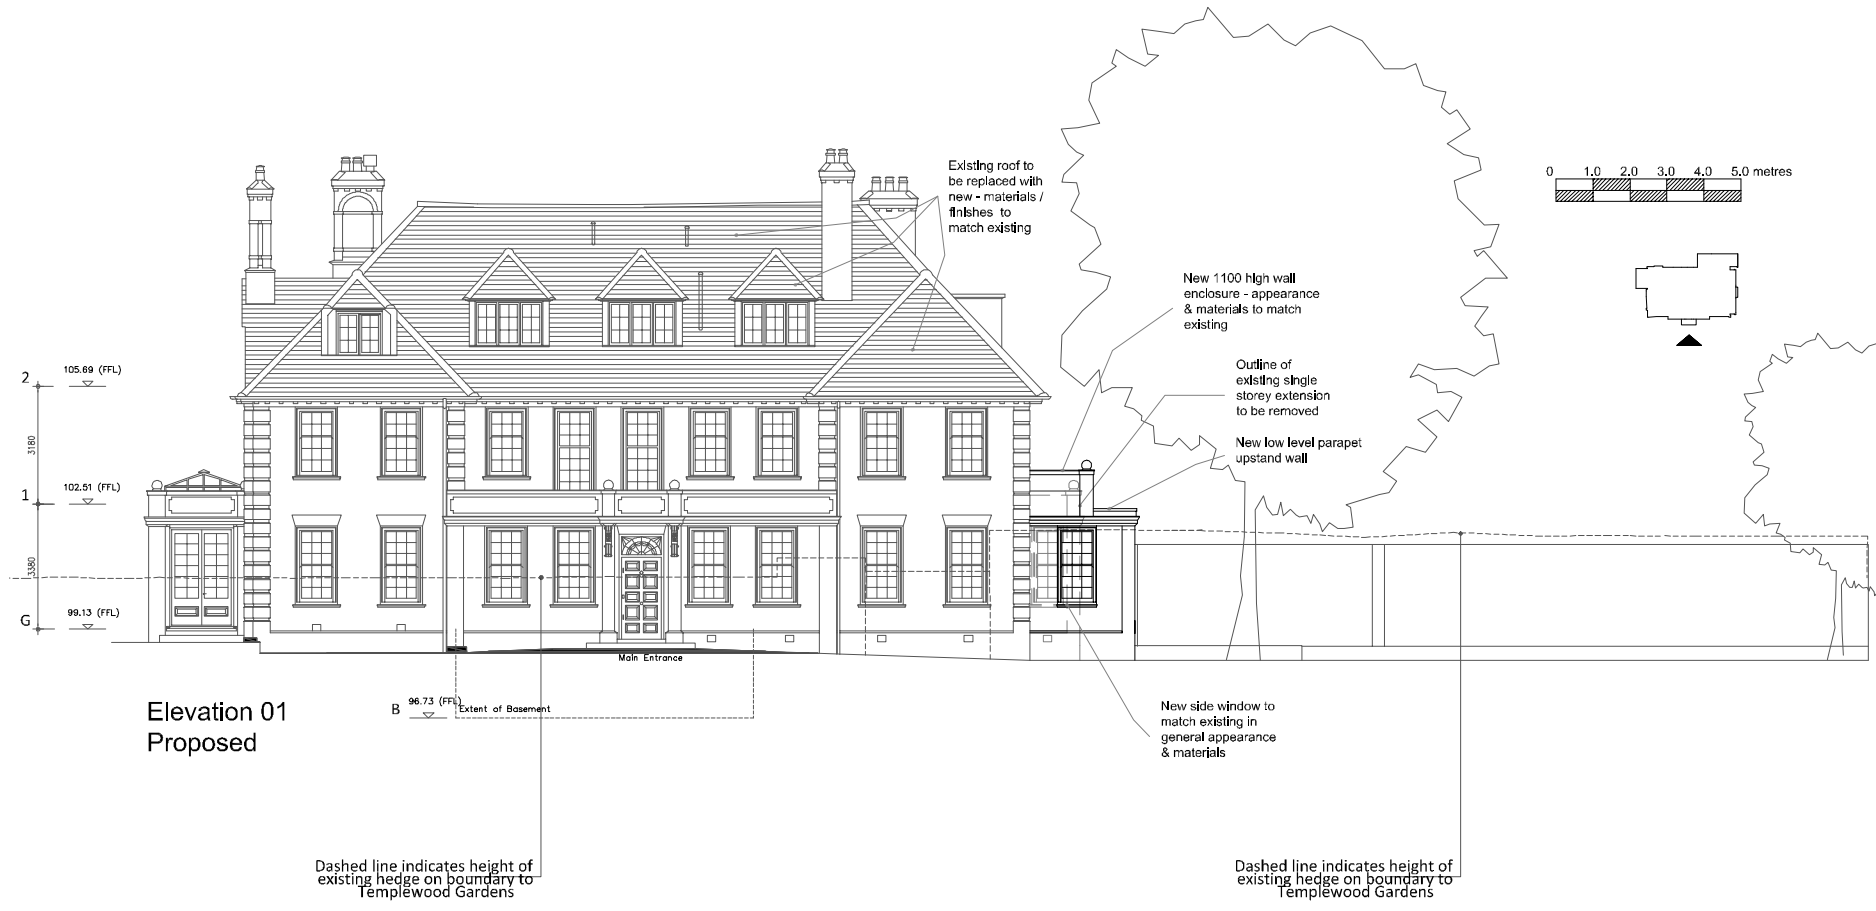 Existing roof to
be replaced with
new - materials /
finishes to
match existing
0 1.0 2.0 3.0 4.0 5.0 metres
New 1100 high wall
enclosure - appearance
& materials to match
existing
Outline of
existing single
storey extension
to be removed
New low level parapet
upstand wall
2
105.69 (FFL)
3180
1
102.51 (FFL)
3380
G
99.13 (FFL)
Main Entrance
B
96.73 (FFL)
Extent of Basement
Elevation 01
Proposed
New side window to
match existing in
general appearance
& materials
Dashed line indicates height of
existing hedge on boundary to
Templewood Gardens
Dashed line indicates height of
existing hedge on boundary to
Templewood Gardens